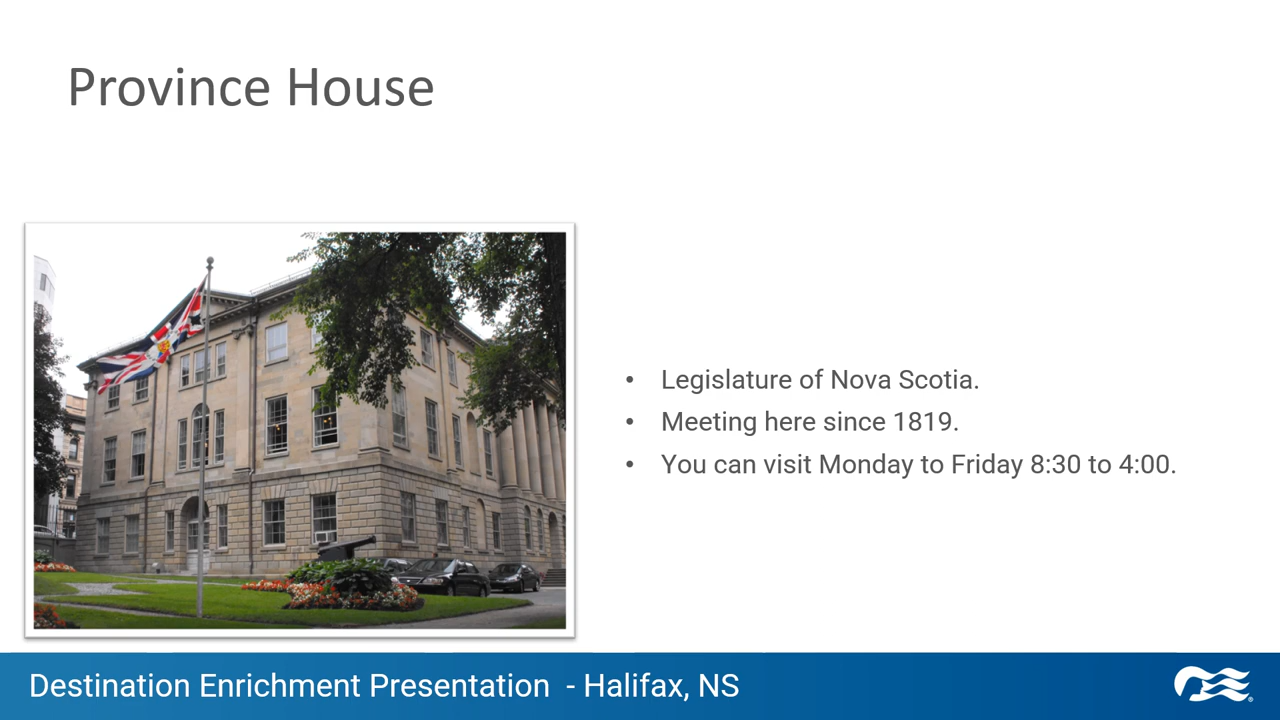 Province House
• Legislature of Nova Scotia.
• Meeting here since 1819.
• You can visit Monday to Friday 8:30 to 4:00.
Destination Enrichment Presentation - Halifax, NS
®